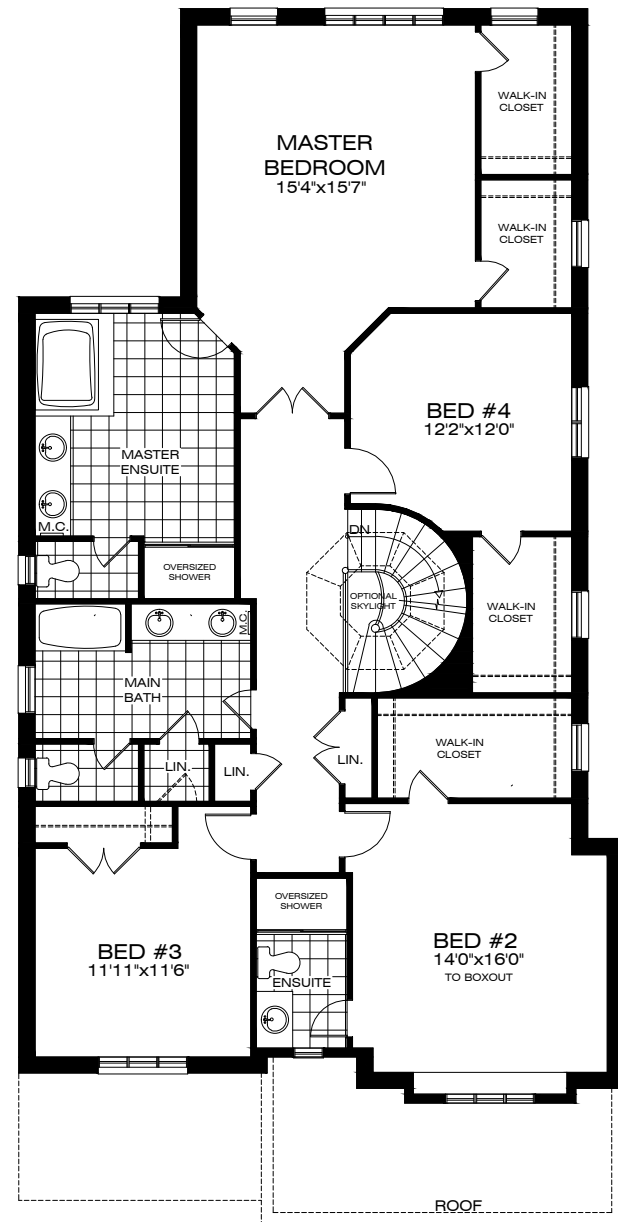 WALK-IN
CLOSET
MASTER
BEDROOM
15'4"x15'7"
WALK-IN
CLOSET
BED #4
12'2"x12'0"
MASTER
ENSUITE
M.C.
DN
OVERSIZED
SHOWER
OPTIONAL
SKYLIGHT
WALK-IN
CLOSET
M.C.
MAIN
BATH
WALK-IN
CLOSET
LIN.
LIN.
LIN.
OVERSIZED
SHOWER
BED #3
11'11"x11'6"
BED #2
14'0"x16'0"
TO BOXOUT
ENSUITE
ROOF